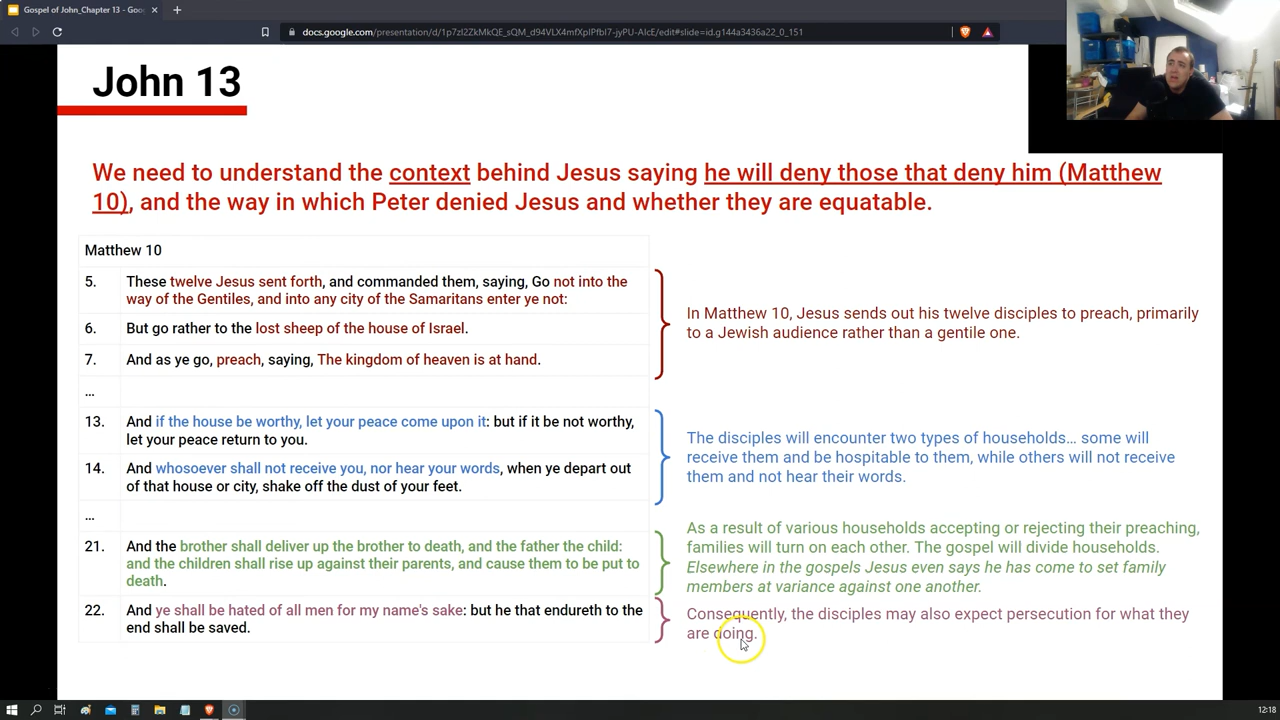 Gospel of John_Chapter 13 - Goo
docs.google.com/presentation/d/1p7zl2ZkMkQE_sQM_d94VLX4mfXpIPfbI7-jyPU-AIcE/edit#slide=id.g144a3436a22_0_151
John 13
We need to understand the context behind Jesus saying he will deny those that deny him (Matthew
10), and the way in which Peter denied Jesus and whether they are equatable.
Matthew 10
5. These twelve Jesus sent forth, and commanded them, saying, Go not into the
way of the Gentiles, and into any city of the Samaritans enter ye not:
6. But go rather to the lost sheep of the house of Israel.
7. And as ye go, preach, saying, The kingdom of heaven is at hand.
...
13. And if the house be worthy, let your peace come upon it: but if it be not worthy,
let your peace return to you.
14. And whosoever shall not receive you, nor hear your words, when ye depart out
of that house or city, shake off the dust of your feet.
...
21. And the brother shall deliver up the brother to death, and the father the child:
and the children shall rise up against their parents, and cause them to be put to
death.
22. And ye shall be hated of all men for my name's sake: but he that endureth to the
end shall be saved.
In Matthew 10, Jesus sends out his twelve disciples to preach, primarily
to a Jewish audience rather than a gentile one.
The disciples will encounter two types of households... some will
receive them and be hospitable to them, while others will not receive
them and not hear their words.
As a result of various households accepting or rejecting their preaching,
families will turn on each other. The gospel will divide households.
Elsewhere in the gospels Jesus even says he has come to set family
members at variance against one another.
Consequently, the disciples may also expect persecution for what they
are doing.
12:18